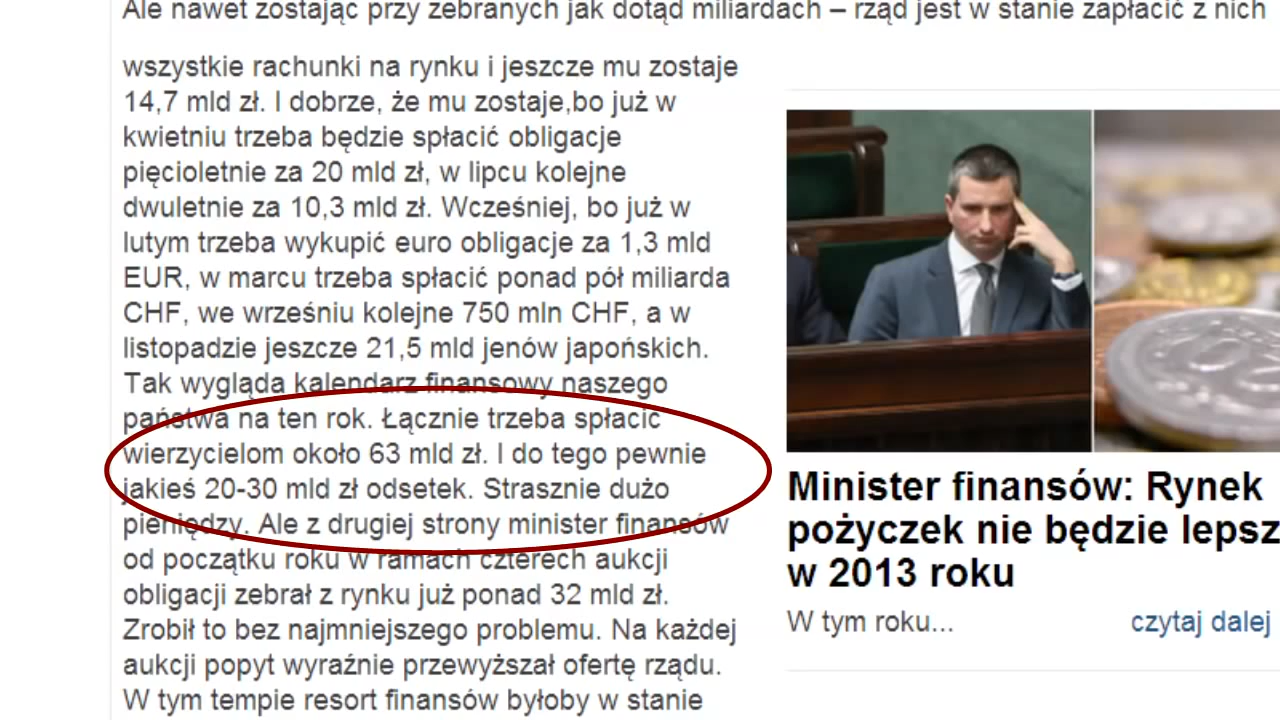 Ale nawet zostając przy zebranych jak dotąd miliardach – rząd jest w stanie zapłacić z nich
wszystkie rachunki na rynku i jeszcze mu zostaje
14,7 mld zł. I dobrze, że mu zostaje,bo już w
kwietniu trzeba będzie spłacić obligacje
pięcioletnie za 20 mld zł, w lipcu kolejne
dwuletnie za 10,3 mld zł. Wcześniej, bo już w
lutym trzeba wykupić euro obligacje za 1,3 mld
EUR, w marcu trzeba spłacić ponad pół miliarda
CHF, we wrześniu kolejne 750 mln CHF, a w
listopadzie jeszcze 21,5 mld jenów japońskich.
Tak wygląda kalendarz finansowy naszego
państwa na ten rok. Łącznie trzeba spłacić
wierzycielom około 63 mld zł. I do tego pewnie
jakieś 20-30 mld zł odsetek. Strasznie dużo
pieniędzy. Ale z drugiej strony minister finansów
od początku roku w ramach czterech aukcji
obligacji zebrał z rynku już ponad 32 mld zł.
Zrobił to bez najmniejszego problemu. Na każdej
aukcji popyt wyraźnie przewyższał ofertę rządu.
W tym tempie resort finansów byłoby w stanie
Minister finansów: Rynek
pożyczek nie będzie lepsz
w 2013 roku
W tym roku...
czytaj dalej